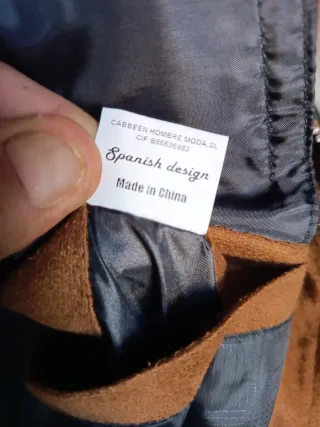 CABBEEN HOMBRE MODA,SL
CIF:B86635982
Spanish design
Made in China